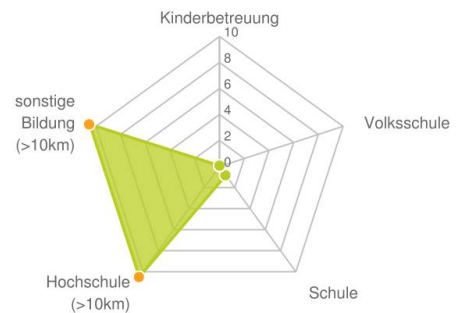 Kinderbetreuung
10
8
6
4
2
0
sonstige
Bildung
(>10km)
Volksschule
Hochschule
(>10km)
Schule